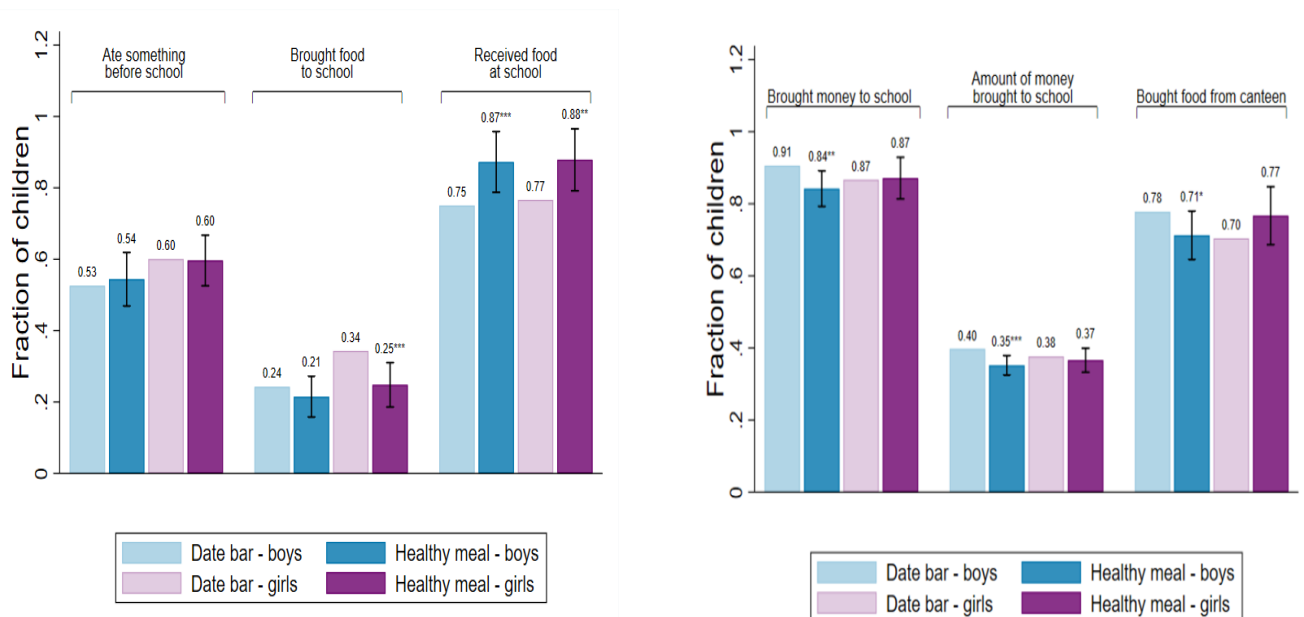 Ate something
before school
Brought food
to school
Received food
at school
Fraction of children
1.2
1
.8
.6
.4
.2
0
0.53
0.54
0.60
0.60
0.24
0.21
0.34
0.25***
0.75
0.87***
0.77
0.88**
Date bar - boys
Healthy meal - boys
Date bar - girls
Healthy meal - girls
Brought money to school
Amount of money
brought to school
Bought food from canteen
Fraction of children
1.2
1
.8
.6
.4
.2
0
0.91
0.84**
0.87
0.87
0.40
0.35***
0.38
0.37
0.78
0.71*
0.70
0.77
Date bar - boys
Healthy meal - boys
Date bar - girls
Healthy meal - girls